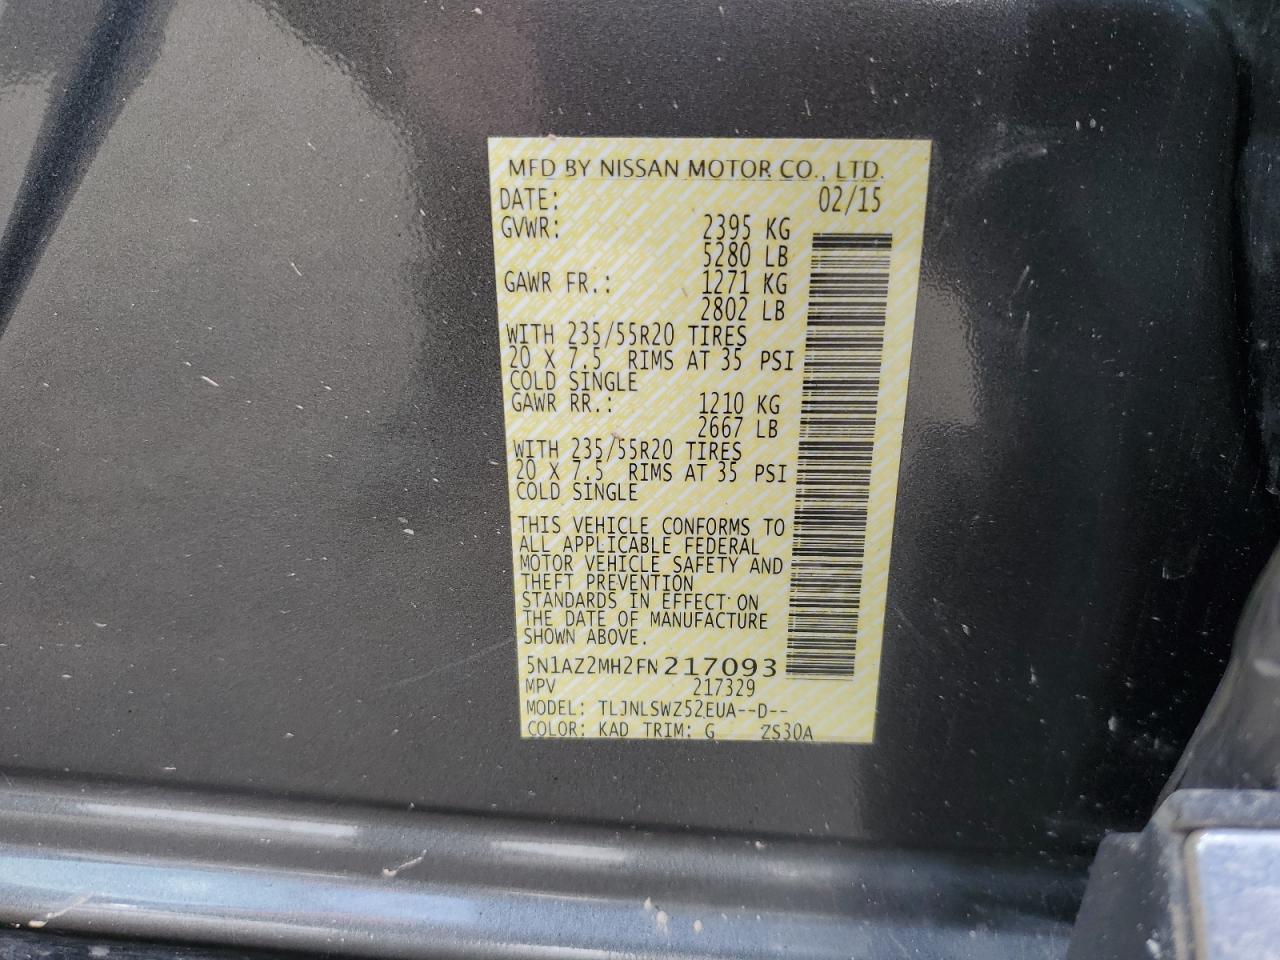 MFD BY NISSAN MOTOR CO., LTD.
DATE: 02/15
GVWR: 2395 KG
5280 LB
GAWR FR.: 1271 KG
2802 LB
WITH 235/55R20 TIRES
20 X 7.5 RIMS AT 35 PSI
COLD SINGLE
GAWR RR.: 1210 KG
2667 LB
WITH 235/55R20 TIRES
20 X 7.5 RIMS AT 35 PSI
COLD SINGLE
THIS VEHICLE CONFORMS TO
ALL APPLICABLE FEDERAL
MOTOR VEHICLE SAFETY AND
THEFT PREVENTION
STANDARDS IN EFFECT ON
THE DATE OF MANUFACTURE
SHOWN ABOVE.
5N1AZ2MH2FN217093
MPV 217329
MODEL: TLJNLSWZ52EUA--D--
COLOR: KAD TRIM: G ZS30A